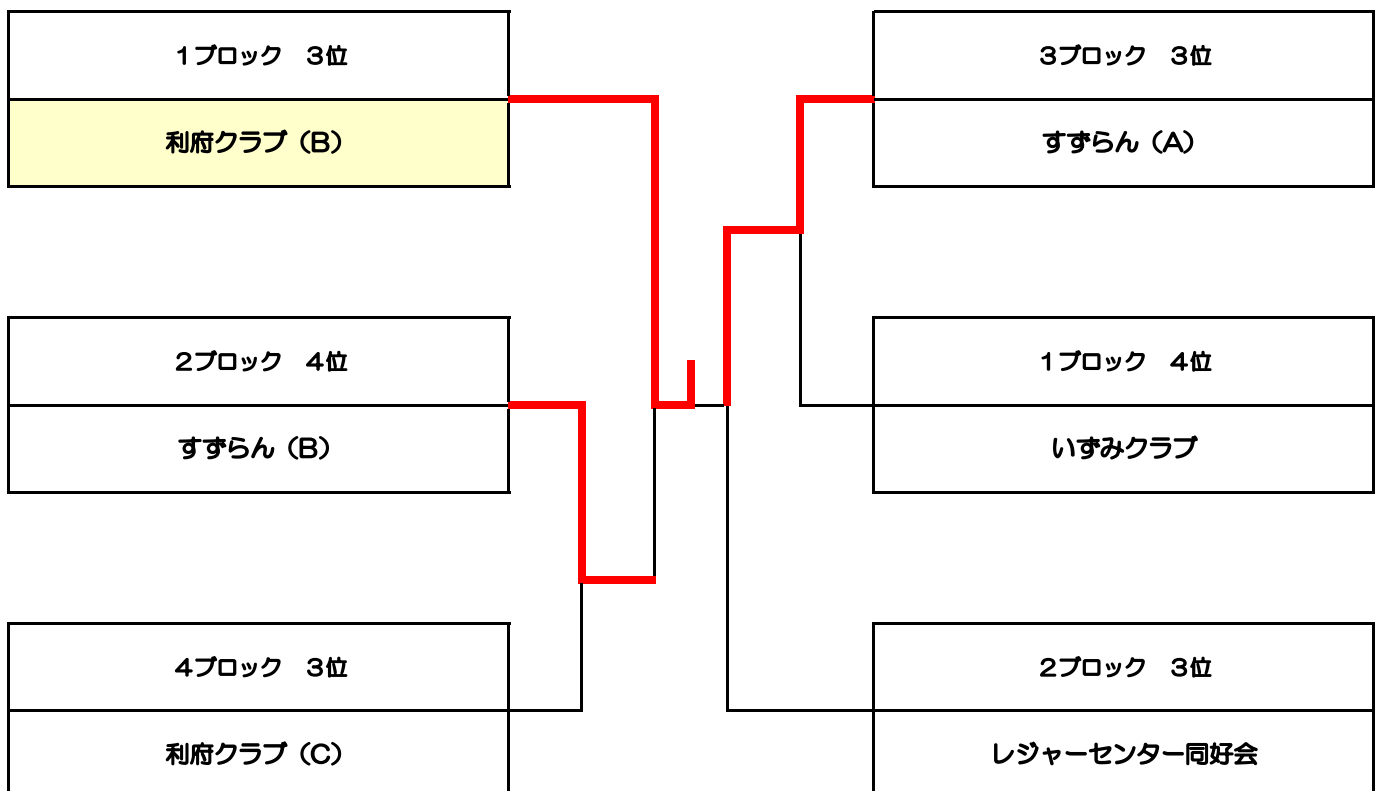 １ブロック　３位
利府クラブ（B）
２ブロック　４位
すずらん（B）
４ブロック　３位
利府クラブ（C）
３ブロック　３位
すずらん（A）
１ブロック　４位
いずみクラブ
２ブロック　３位
レジャーセンター同好会